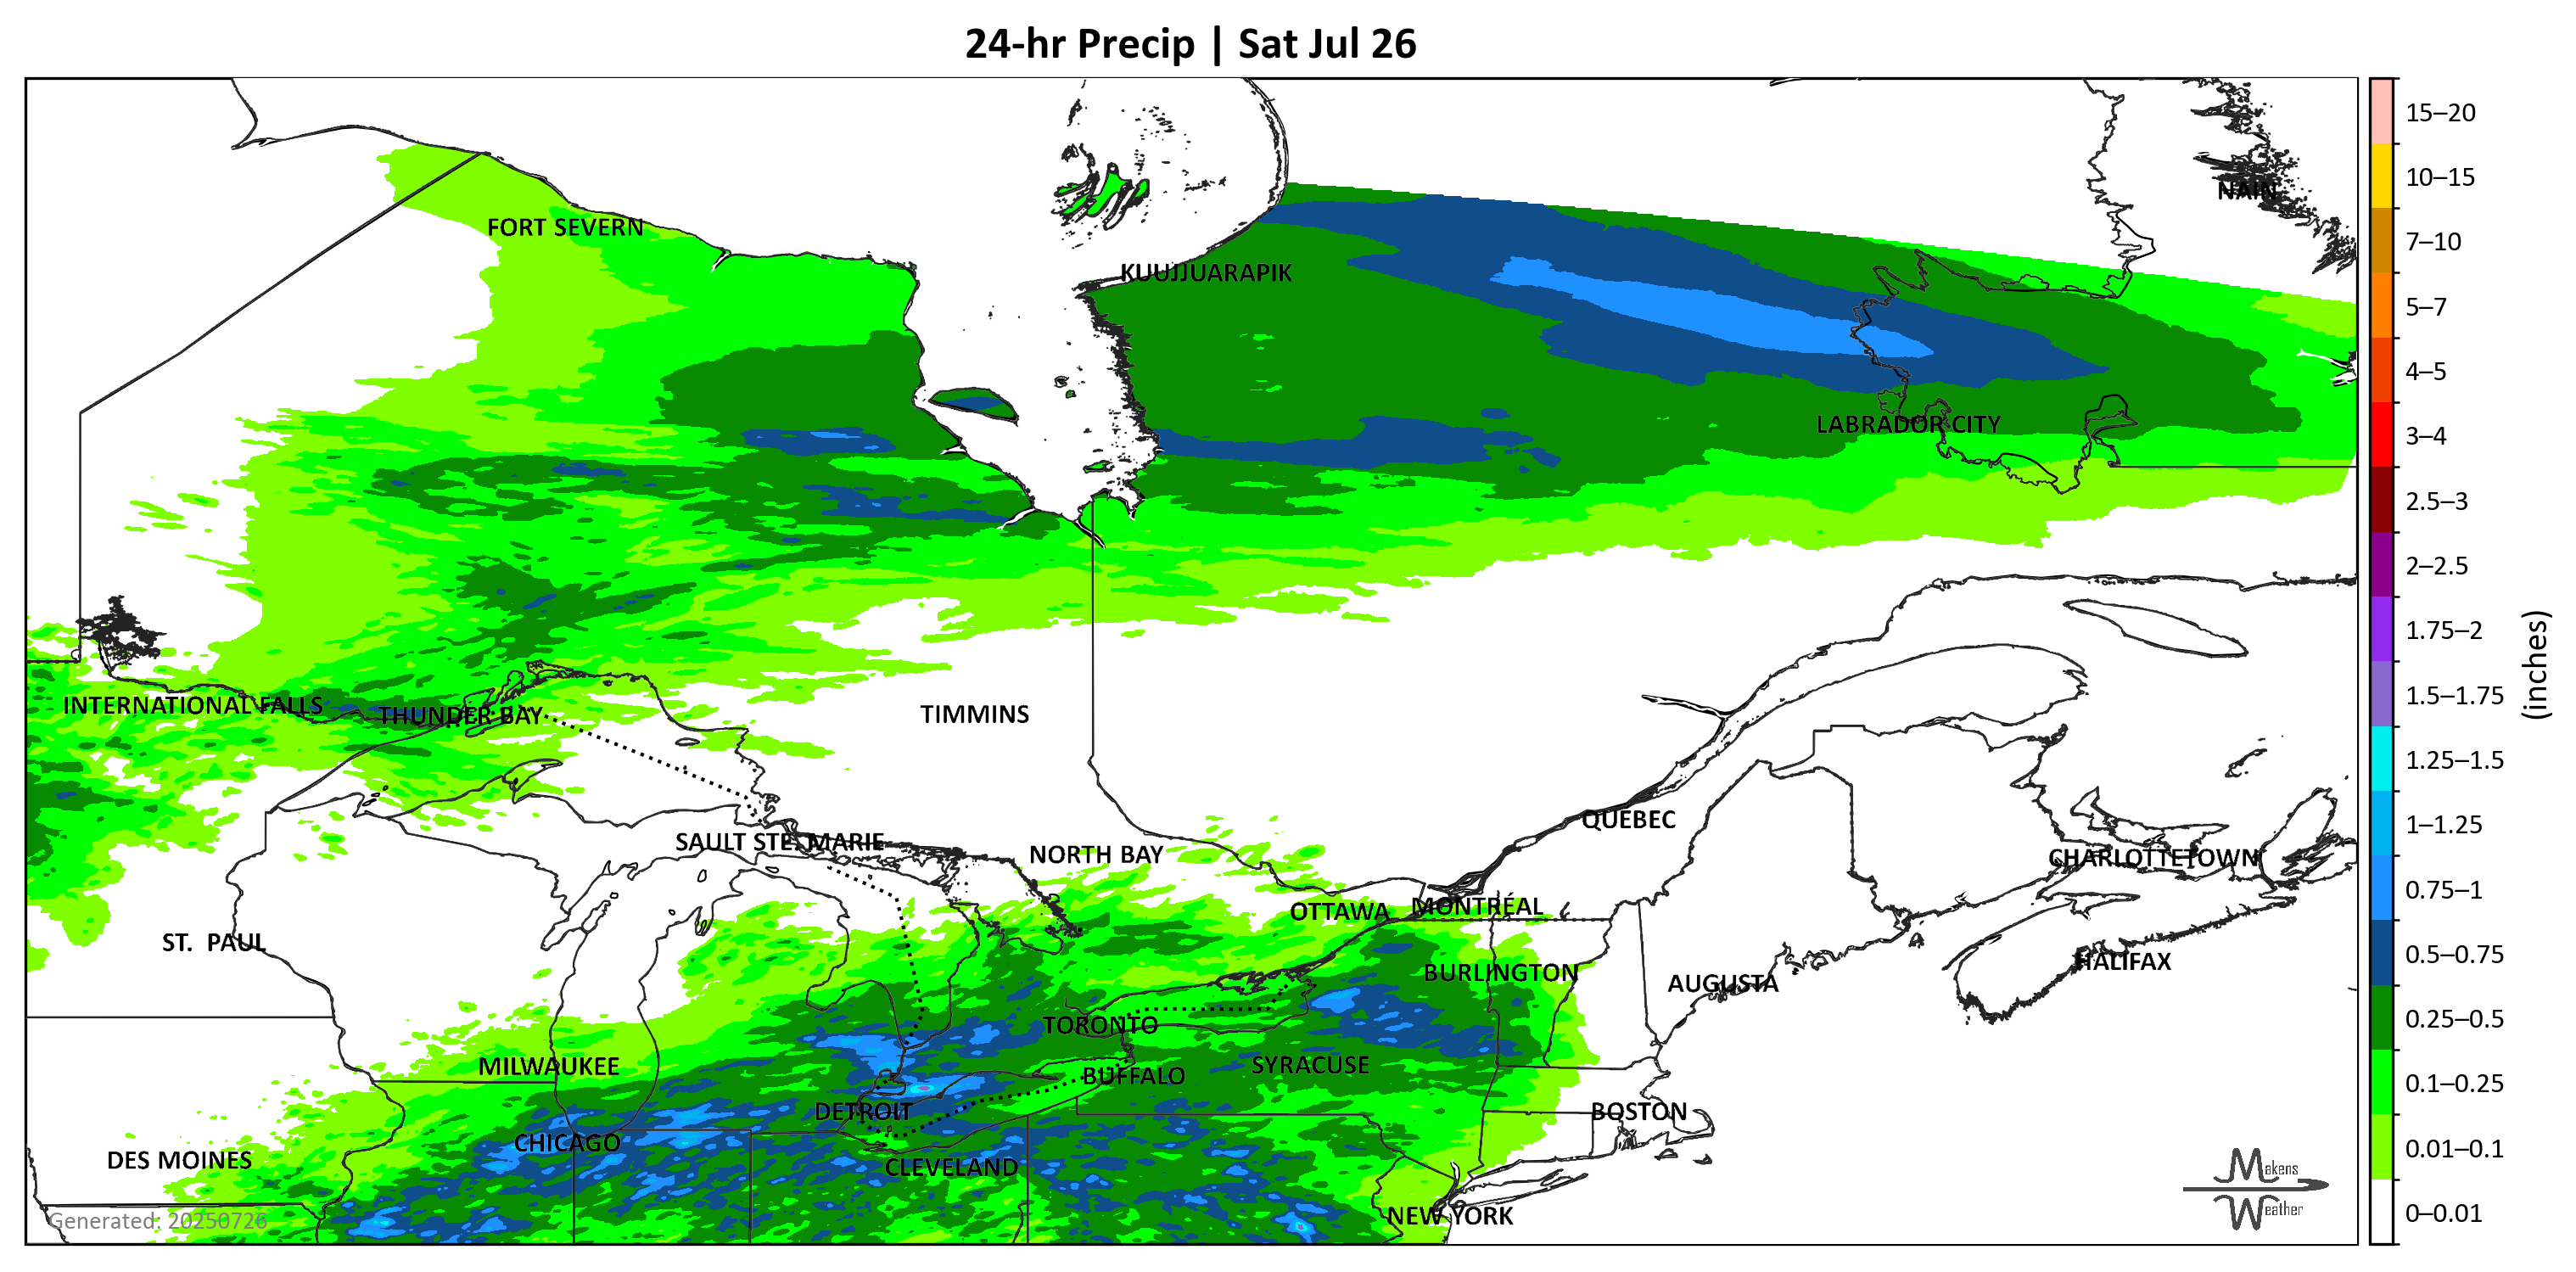 24-hr Precip | Sat Jul 26
15–20
10–15
NAIN
FORT SEVERN
7–10
KUUJJUARAPIK
5–7
4–5
LABRADOR CITY
3–4
2.5–3
2–2.5
1.75–2
(inches)
INTERNATIONAL FALLS
THUNDER BAY
TIMMINS
1.5–1.75
1.25–1.5
QUEBEC
1–1.25
SAULT STE. MARIE
NORTH BAY
CHARLOTTETOWN
0.75–1
OTTAWA
MONTRÉAL
ST. PAUL
0.5–0.75
HALIFAX
BURLINGTON
AUGUSTA
TORONTO
0.25–0.5
MILWAUKEE
SYRACUSE
BUFFALO
0.1–0.25
DETROIT
BOSTON
CHICAGO
0.01–0.1
DES MOINES
CLEVELAND
Makens
Weather
Generated: 20250726
NEW YORK
0–0.01